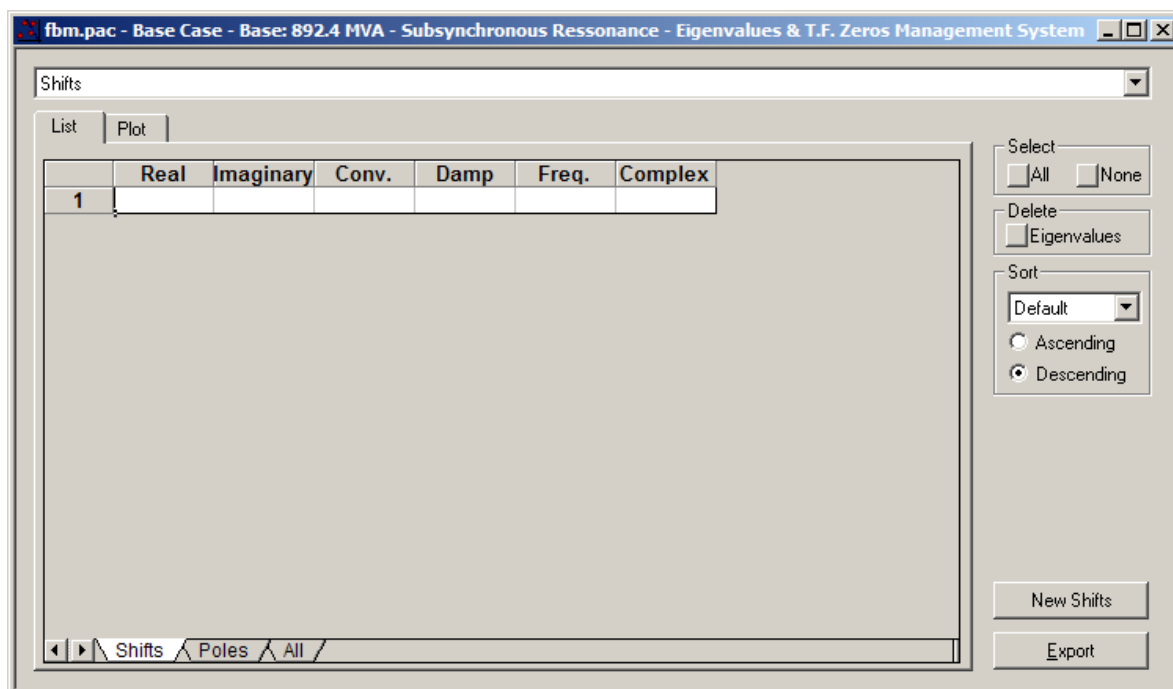 fbm.pac - Base Case - Base: 892.4 MVA - Subsynchronous Ressonance - Eigenvalues & T.F. Zeros Management System
Shifts
List Plot
Real Imaginary Conv. Damp Freq. Complex
1
Shifts Poles All
Select
All None
Delete
Eigenvalues
Sort
Default
Ascending
Descending
New Shifts
Export